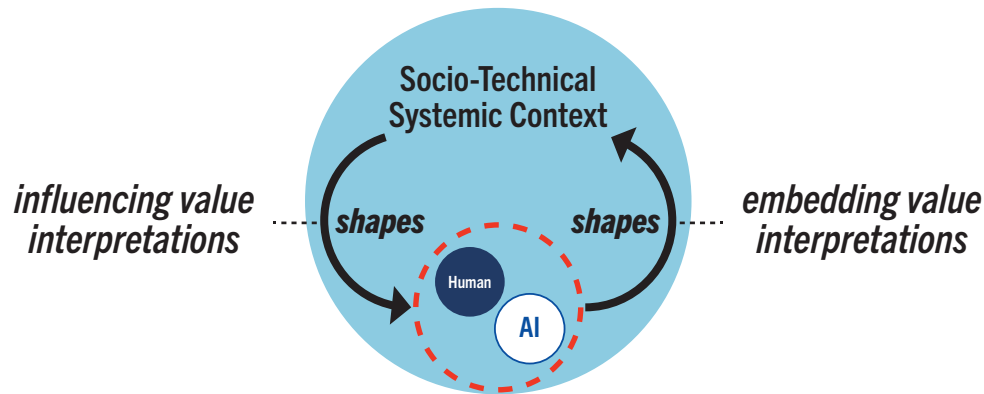 Socio-Technical
Systemic Context
influencing value
interpretations
shapes
shapes
embedding value
interpretations
Human
AI